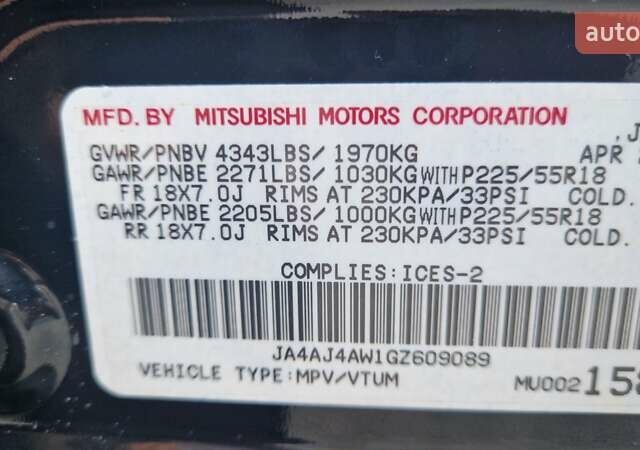 auto
MFD. BY MITSUBISHI MOTORS CORPORATION
GVWR/PNBV 4343LBS/ 1970KG APR
GAWR/PNBE 2271LBS/ 1030KG WITH P225/55R18
FR 18X7.0J RIMS AT 230KPA/33PSI COLD.
GAWR/PNBE 2205LBS/ 1000KG WITH P225/55R18
RR 18X7.0J RIMS AT 230KPA/33PSI COLD.
COMPLIES:ICES-2
JA4AJ4AW1GZ609089
VEHICLE TYPE:MPV/VTUM MU002158